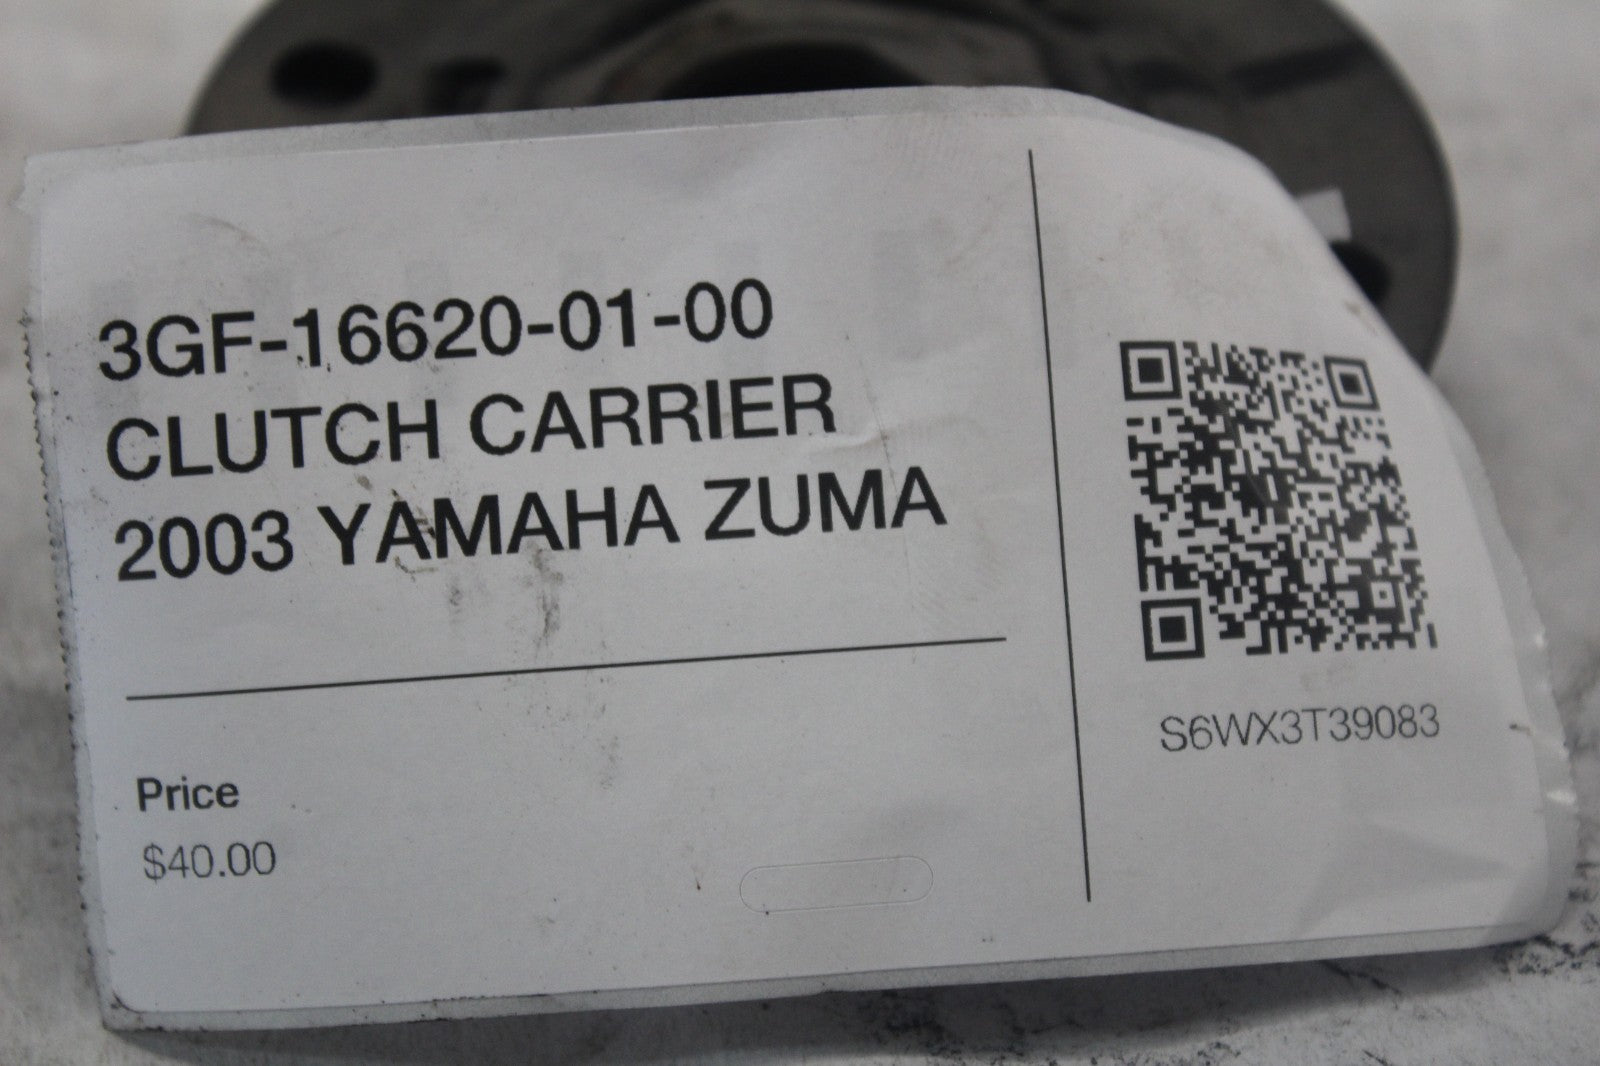 3GF-16620-01-00
CLUTCH CARRIER
2003 YAMAHA ZUMA
Price
$40.00
S6WX3T39083